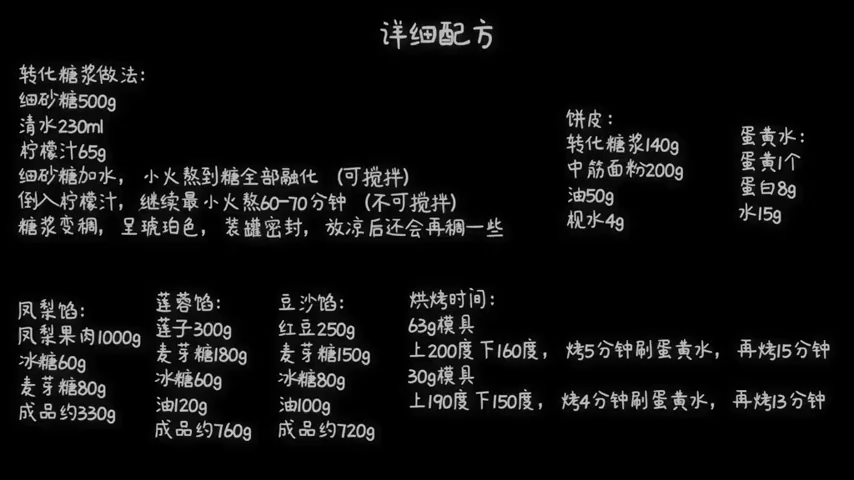 详细配方
转化糖浆做法：
细砂糖500g
清水230ml
柠檬汁65g
细砂糖加水，小火熬到糖全部融化 （可搅拌）
倒入柠檬汁，继续最小火熬60-70分钟 （不可搅拌）
糖浆变稠，呈琥珀色，装罐密封，放凉后还会再稠一些
饼皮：
转化糖浆140g
中筋面粉200g
油50g
枧水4g
蛋黄水：
蛋黄1个
蛋白8g
水15g
凤梨馅：
凤梨果肉1000g
冰糖60g
麦芽糖80g
成品约330g
莲蓉馅：
莲子300g
麦芽糖180g
冰糖60g
油120g
成品约760g
豆沙馅：
红豆250g
麦芽糖150g
冰糖80g
油100g
成品约720g
烘烤时间：
63g模具
上200度下160度，烤5分钟刷蛋黄水，再烤15分钟
30g模具
上190度下150度，烤4分钟刷蛋黄水，再烤13分钟